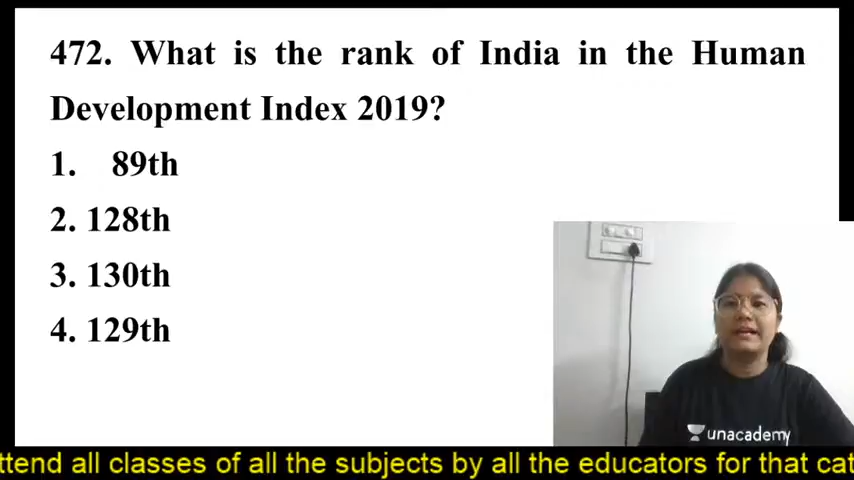 472. What is the rank of India in the Human
Development Index 2019?
1. 89th
2. 128th
3. 130th
4. 129th
unacademy
ttend all classes of all the subjects by all the educators for that cat